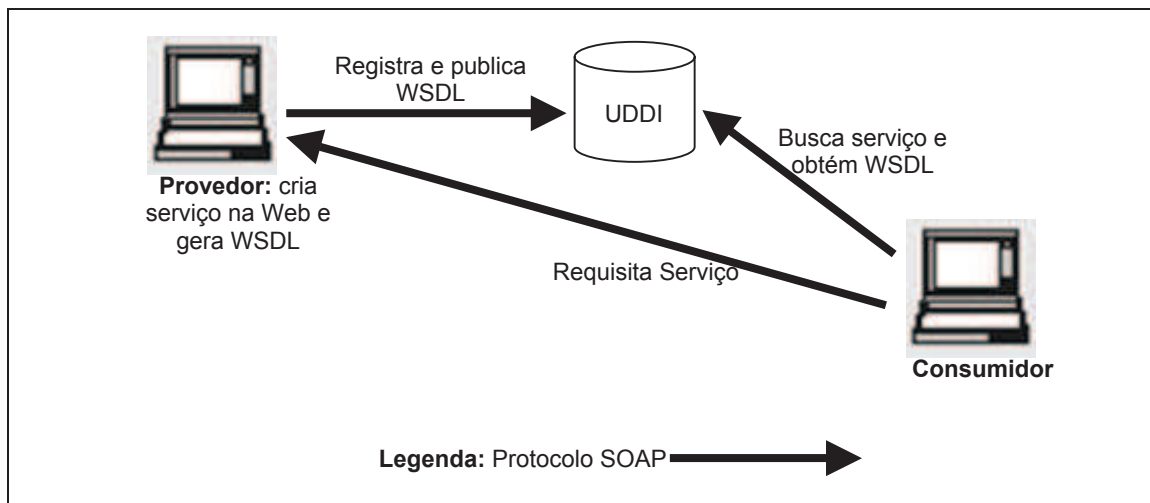 Registra e publica
WSDL
UDDI
Busca serviço e
obtém WSDL
Provedor: cria
serviço na Web e
gera WSDL
Requisita Serviço
Consumidor
Legenda: Protocolo SOAP